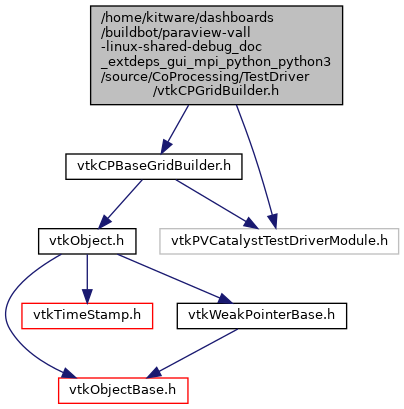 /home/kitware/dashboards
/buildbot/paraview-vall
-linux-shared-debug_doc
_extdeps_gui_mpi_python_python3
/source/CoProcessing/TestDriver
/vtkCPGridBuilder.h
vtkCPBaseGridBuilder.h
vtkObject.h
vtkPVCatalystTestDriverModule.h
vtkTimeStamp.h
vtkWeakPointerBase.h
vtkObjectBase.h